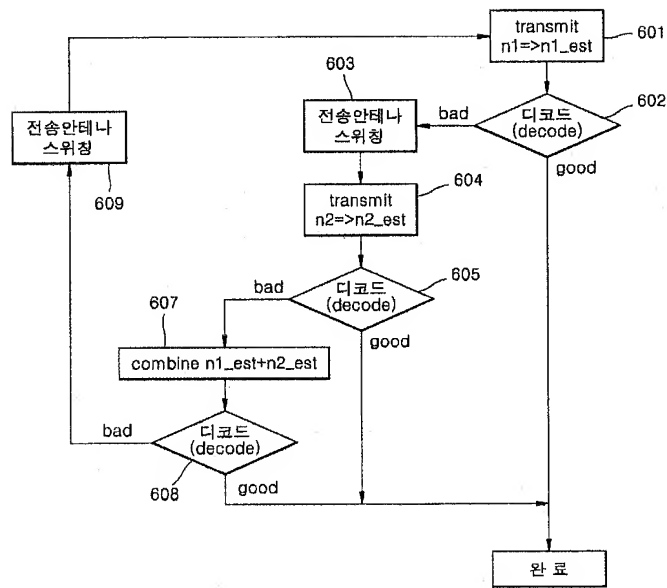 transmit
n1=>n1_est
601
602
디코드
(decode)
bad
good
603
전송안테나
스위칭
전송안테나
스위칭
609
604
transmit
n2=>n2_est
605
디코드
(decode)
bad
good
607
combine n1_est+n2_est
디코드
(decode)
bad
608
good
완 료